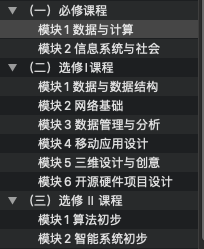 （一）必修课程
模块1 数据与计算
模块2 信息系统与社会
（二）选修I课程
模块1 数据与数据结构
模块2 网络基础
模块3 数据管理与分析
模块4 移动应用设计
模块5 三维设计与创意
模块6 开源硬件项目设计
（三）选修 II 课程
模块1 算法初步
模块2 智能系统初步